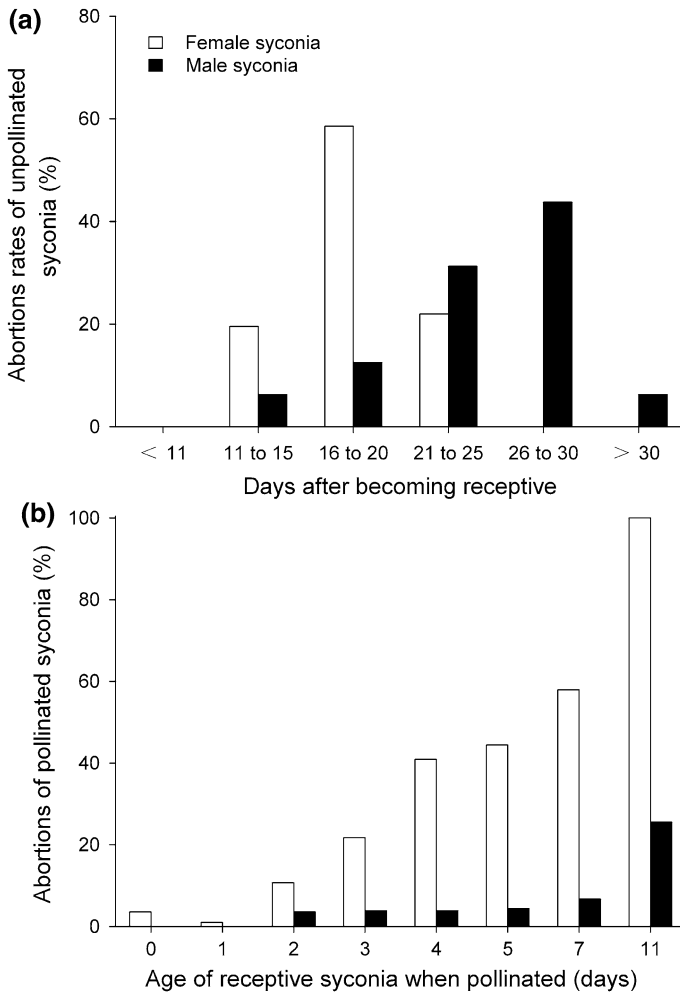 (a)
80
60
40
20
0
Abortions rates of unpollinated
syconia (%)
Female syconia
Male syconia
< 11
11 to 15
16 to 20
21 to 25
26 to 30
> 30
Days after becoming receptive
(b)
100
80
60
40
20
0
Abortions of pollinated syconia (%)
0
1
2
3
4
5
7
11
Age of receptive syconia when pollinated (days)